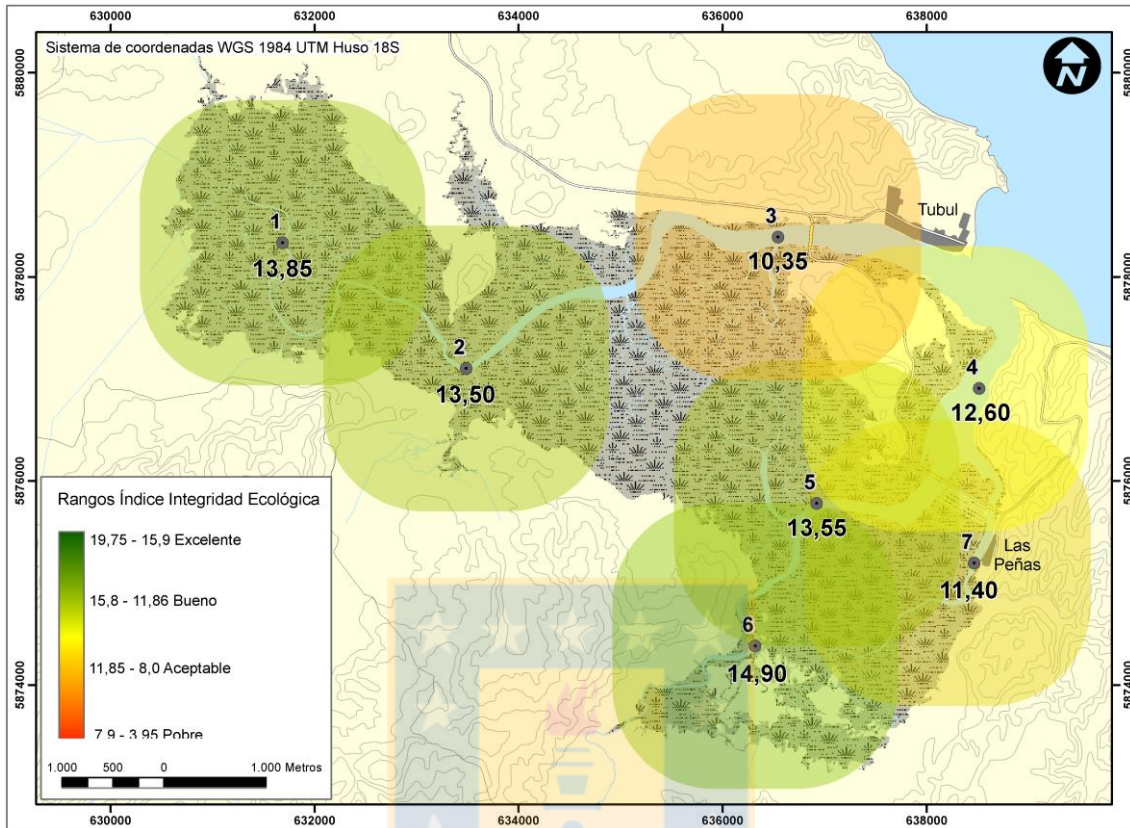 630000 632000 634000 636000 638000
Sistema de coordenadas WGS 1984 UTM Huso 18S
N
5880000 5880000
1
13,85
3
10,35
Tubul
5878000 5878000
2
13,50
4
12,60
5876000 5876000
5
13,55
7
Las
Peñas
11,40
6
14,90
5874000 5874000
Rangos Índice Integridad Ecológica
19,75 - 15,9 Excelente
15,8 - 11,86 Bueno
11,85 - 8,0 Aceptable
7,9 - 3,95 Pobre
1.000 500 0 1.000 Metros
630000 632000 634000 636000 638000